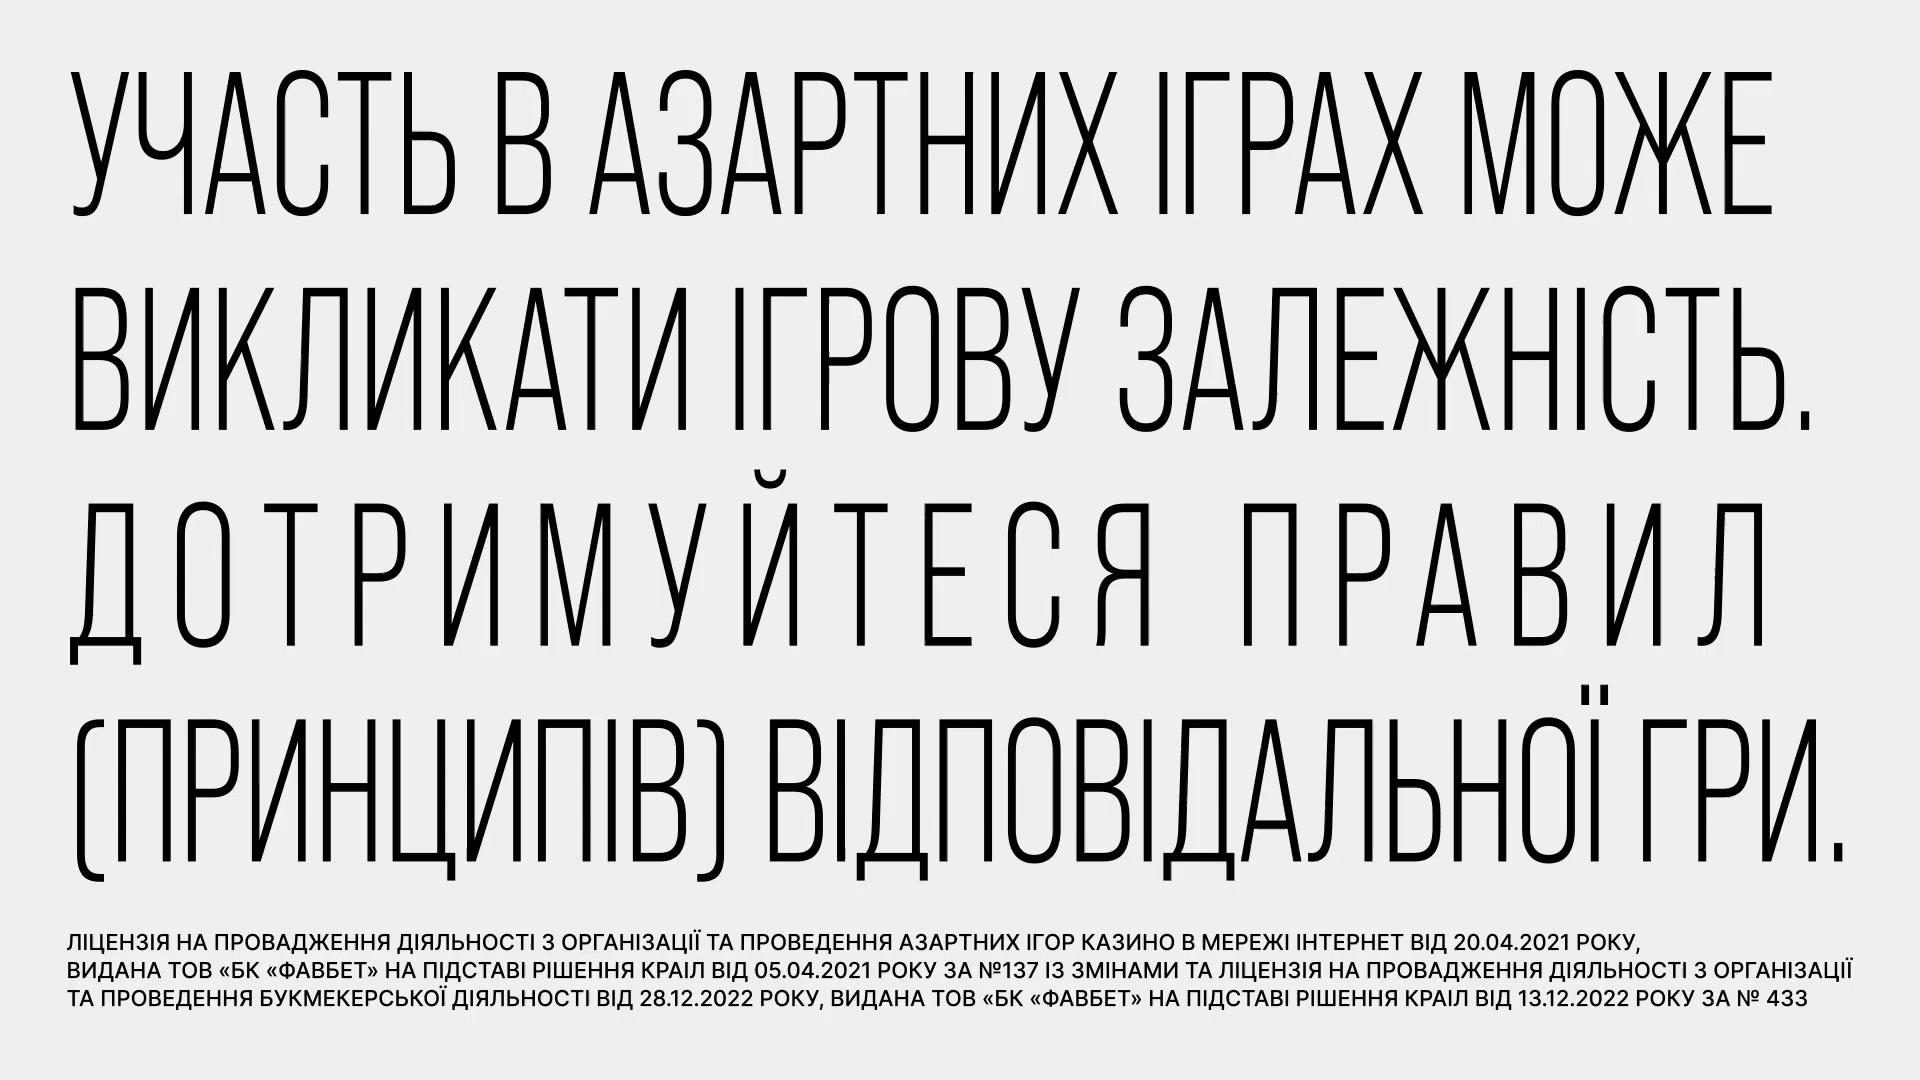 УЧАСТЬ В АЗАРТНИХ ІГРАХ МОЖЕ
ВИКЛИКАТИ ІГРОВУ ЗАЛЕЖНІСТЬ.
ДОТРИМУЙТЕСЯ ПРАВИЛ
(ПРИНЦИПІВ) ВІДПОВІДАЛЬНОЇ ГРИ.
ЛІЦЕНЗІЯ НА ПРОВАДЖЕННЯ ДІЯЛЬНОСТІ З ОРГАНІЗАЦІЇ ТА ПРОВЕДЕННЯ АЗАРТНИХ ІГОР КАЗИНО В МЕРЕЖІ ІНТЕРНЕТ ВІД 20.04.2021 РОКУ,
ВИДАНА ТОВ «БК «ФАВБЕТ» НА ПІДСТАВІ РІШЕННЯ КРАІЛ ВІД 05.04.2021 РОКУ ЗА №137 ІЗ ЗМІНАМИ ТА ЛІЦЕНЗІЯ НА ПРОВАДЖЕННЯ ДІЯЛЬНОСТІ З ОРГАНІЗАЦІЇ
ТА ПРОВЕДЕННЯ БУКМЕКЕРСЬКОЇ ДІЯЛЬНОСТІ ВІД 28.12.2022 РОКУ, ВИДАНА ТОВ «БК «ФАВБЕТ» НА ПІДСТАВІ РІШЕННЯ КРАІЛ ВІД 13.12.2022 РОКУ ЗА № 433